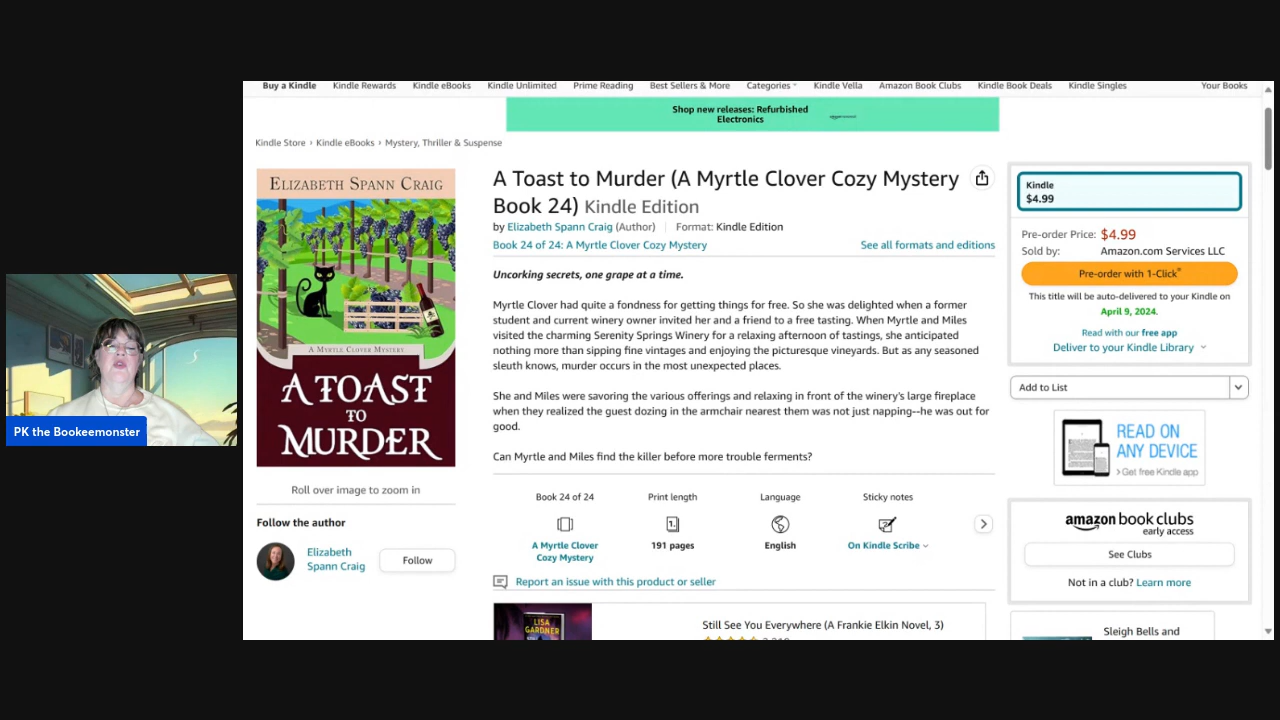 Buy a Kindle Kindle Rewards Kindle eBooks Kindle Unlimited Prime Reading Best Sellers & More Categories Kindle Vella Amazon Book Clubs Kindle Book Deals Kindle Singles Your Books
Shop new releases: Refurbished
Electronics
Kindle Store › Kindle eBooks › Mystery, Thriller & Suspense
ELIZABETH SPANN CRAIG
A MYRTLE CLOVER MYSTERY
A TOAST
TO
MURDER
Roll over image to zoom in
Follow the author
Elizabeth
Spann Craig
Follow
PK the Bookeemonster
A Toast to Murder (A Myrtle Clover Cozy Mystery
Book 24) Kindle Edition
by Elizabeth Spann Craig (Author) Format: Kindle Edition
Book 24 of 24: A Myrtle Clover Cozy Mystery See all formats and editions
Uncorking secrets, one grape at a time.
Myrtle Clover had quite a fondness for getting things for free. So she was delighted when a former
student and current winery owner invited her and a friend to a free tasting. When Myrtle and Miles
visited the charming Serenity Springs Winery for a relaxing afternoon of tastings, she anticipated
nothing more than sipping fine vintages and enjoying the picturesque vineyards. But as any seasoned
sleuth knows, murder occurs in the most unexpected places.
She and Miles were savoring the various offerings and relaxing in front of the winery's large fireplace
when they realized the guest dozing in the armchair nearest them was not just napping--he was out for
good.
Can Myrtle and Miles find the killer before more trouble ferments?
Book 24 of 24 Print length Language Sticky notes
1.
A Myrtle Clover 191 pages English On Kindle Scribe
Cozy Mystery
Report an issue with this product or seller
LISA
GARDNER
Still See You Everywhere (A Frankie Elkin Novel, 3)
Kindle
$4.99
Pre-order Price: $4.99
Sold by: Amazon.com Services LLC
Pre-order with 1-Click®
This title will be auto-delivered to your Kindle on
April 9, 2024.
Read with our free app
Deliver to your Kindle Library
Add to List
READ ON
ANY DEVICE
> Get free Kindle app
amazon book clubs
early access
See Clubs
Not in a club? Learn more
Sleigh Bells and